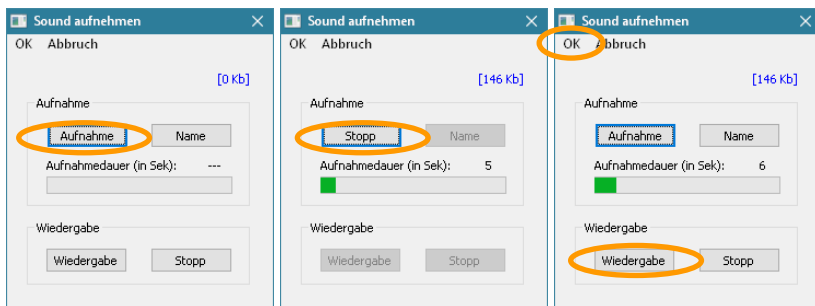 Sound aufnehmen
OK Abbruch
[0 Kb]
Aufnahme
Aufnahme Name
Aufnahmedauer (in Sek): ---
Wiedergabe
Wiedergabe Stopp
Sound aufnehmen
OK Abbruch
[146 Kb]
Aufnahme
Stopp Name
Aufnahmedauer (in Sek): 5
Wiedergabe
Wiedergabe Stopp
Sound aufnehmen
OK Abbruch
[146 Kb]
Aufnahme
Aufnahme Name
Aufnahmedauer (in Sek): 6
Wiedergabe
Wiedergabe Stopp